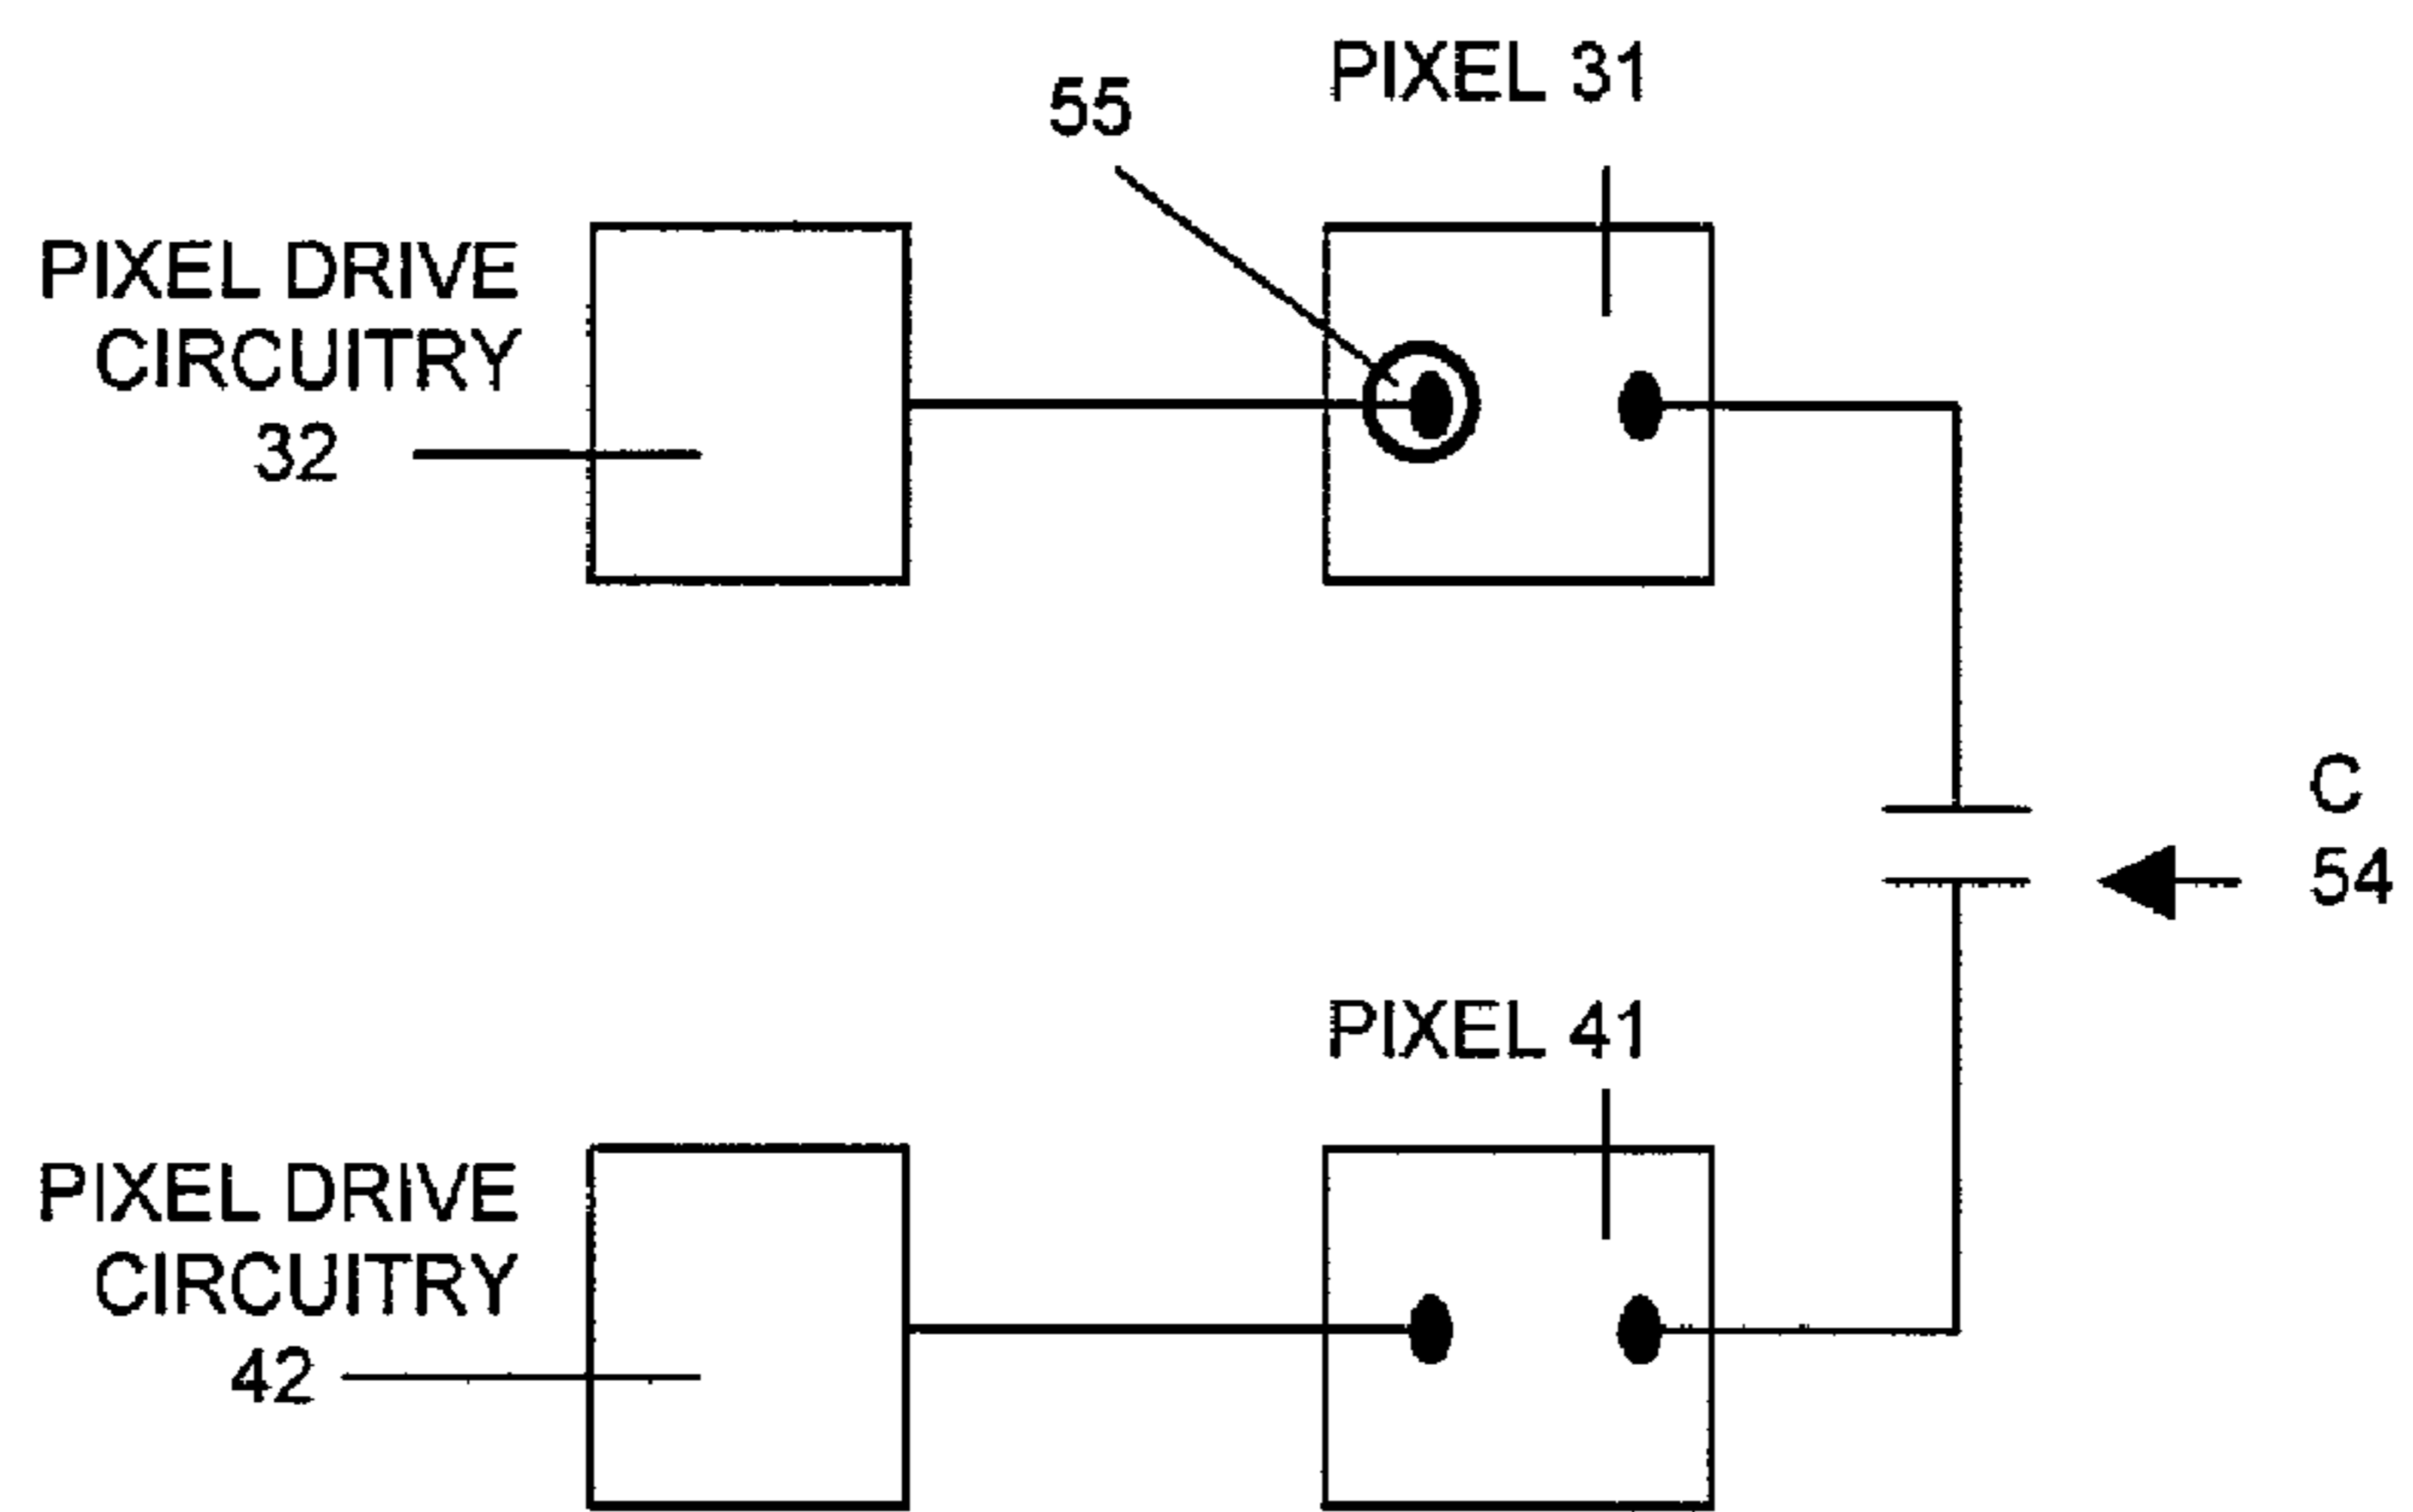 PIXEL 31
55
PIXEL DRIVE
CIRCUITRY
32
C
54
PIXEL 41
PIXEL DRIVE
CIRCUITRY
42